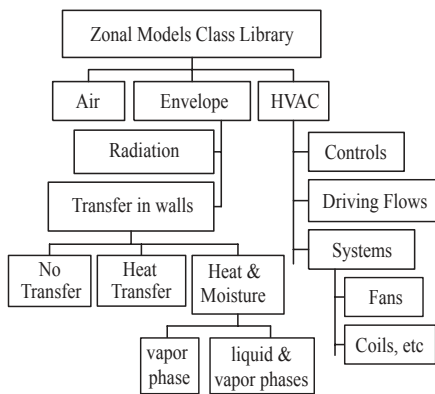 Zonal Models Class Library
Air
Envelope
HVAC
Radiation
Controls
Transfer in walls
Driving Flows
Systems
No
Transfer
Heat
Transfer
Heat &
Moisture
Fans
Coils, etc
vapor
phase
liquid &
vapor phases